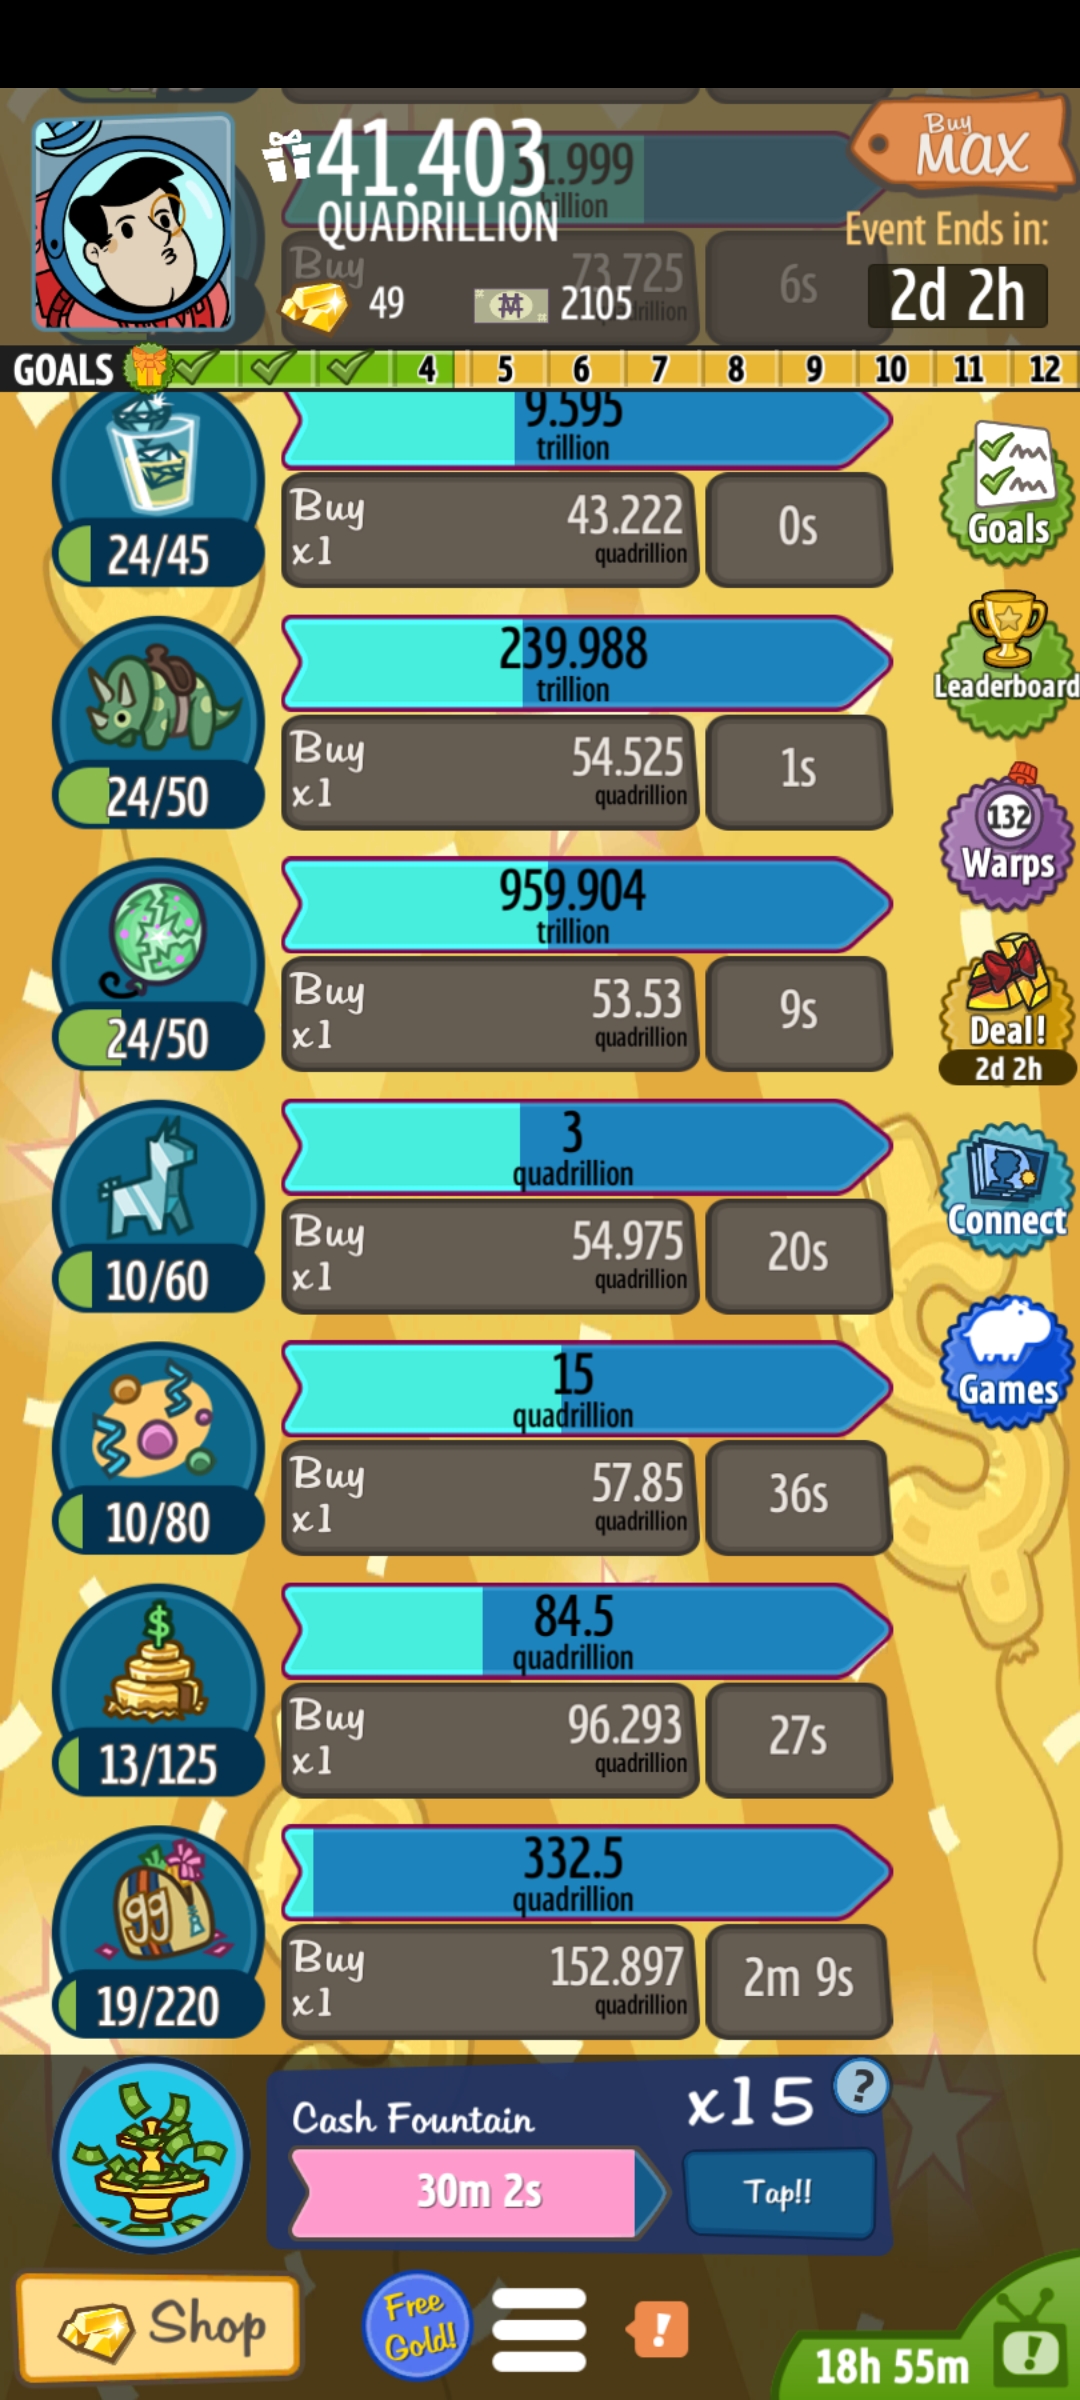 41.403
QUADRILLION
49
2105
Buy
MAX
Event Ends in:
2d 2h
Buy
73.725
6s
GOALS 4 5 6 7 8 9 10 11 12
9.595
trillion
24/45
Buy
x1
43.222
quadrillion
0s
Goals
239.988
trillion
24/50
Buy
x1
54.525
quadrillion
1s
Leaderboard
132
Warps
959.904
trillion
24/50
Buy
x1
53.53
quadrillion
9s
Deal!
2d 2h
3
quadrillion
10/60
Buy
x1
54.975
quadrillion
20s
Connect
15
quadrillion
10/80
Buy
x1
57.85
quadrillion
36s
Games
84.5
quadrillion
$
13/125
Buy
x1
96.293
quadrillion
27s
332.5
quadrillion
99
19/220
Buy
x1
152.897
quadrillion
2m 9s
Cash Fountain
x15
?
30m 2s
Tap!!
Shop
Free
Gold!
!
18h 55m
!